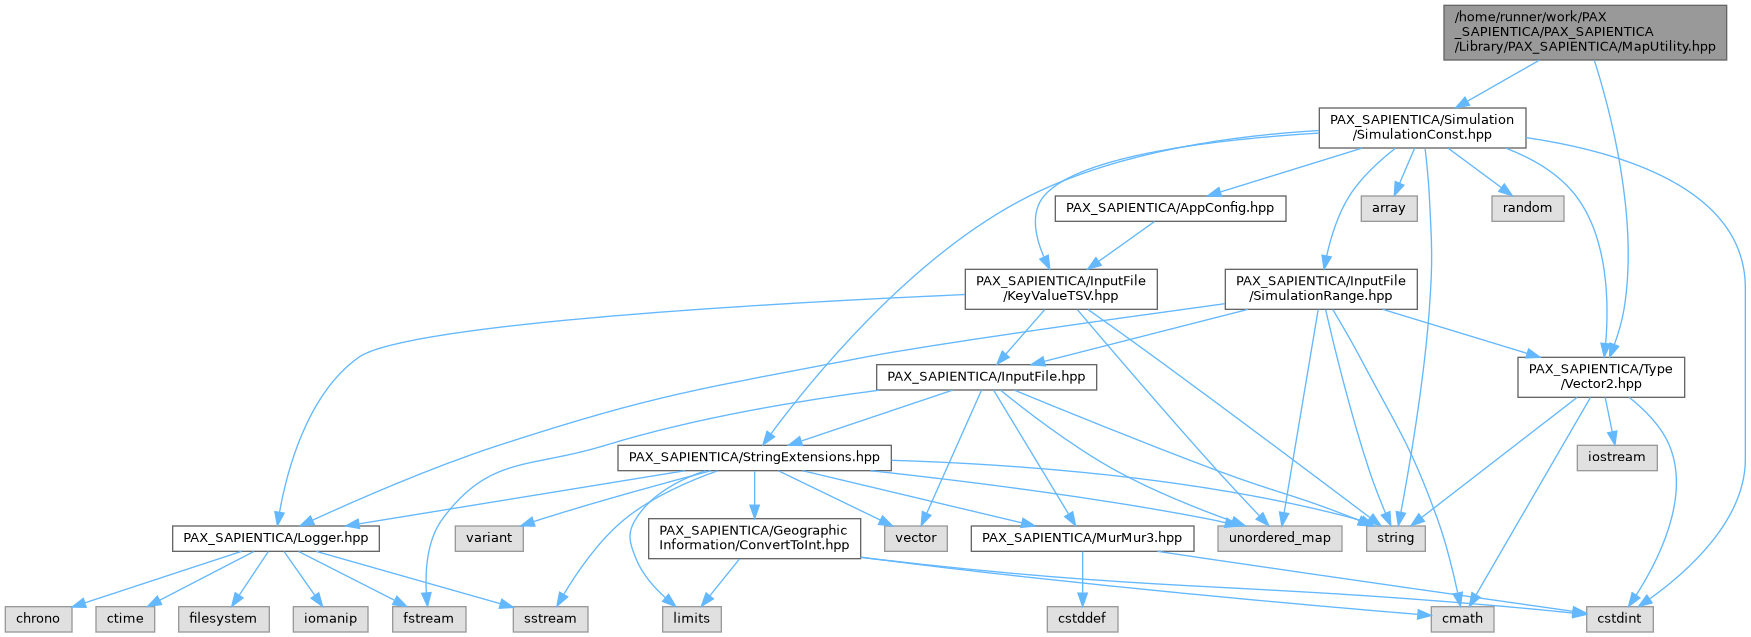 /home/runner/work/PAX
_SAPIENTICA/PAX_SAPIENTICA
/Library/PAX_SAPIENTICA/MapUtility.hpp
PAX_SAPIENTICA/Simulation
/SimulationConst.hpp
PAX_SAPIENTICA/AppConfig.hpp
array
random
PAX_SAPIENTICA/InputFile
/KeyValueTSV.hpp
PAX_SAPIENTICA/InputFile
/SimulationRange.hpp
PAX_SAPIENTICA/InputFile.hpp
PAX_SAPIENTICA/Type
/Vector2.hpp
PAX_SAPIENTICA/StringExtensions.hpp
iostream
PAX_SAPIENTICA/Logger.hpp
variant
PAX_SAPIENTICA/Geographic
Information/ConvertToInt.hpp
vector
PAX_SAPIENTICA/MurMur3.hpp
unordered_map
string
chrono
ctime
filesystem
iomanip
fstream
sstream
limits
cstddef
cmath
cstdint